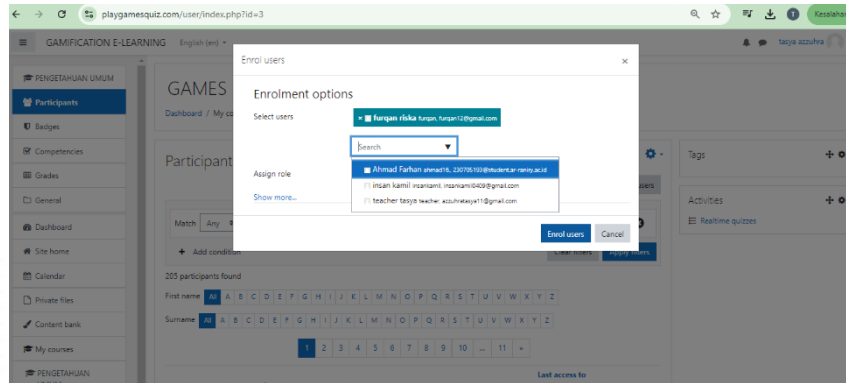 playgamesquiz.com/user/index.php?id=3
Kesalahan
GAMIFICATION E-LEARNING English (en)
tasya azzuhra
PENGETAHUAN UMUM
Participants
Badges
Competencies
Grades
General
Dashboard
Site home
Calendar
Private files
Content bank
My courses
PENGETAHUAN
GAMES
Dashboard / My co
Participant
Enrol users ×
Enrolment options
Select users
× furqan riska furqan, furqan12@gmail.com
Search ▼
Ahmad Farhan ahmad16, 230705193@student.ar-raniry.ac.id
insan kamil insankamil, insankamil0409@gmail.com
teacher tasya teacher, azzuhratasya11@gmail.com
Assign role
Show more...
Enrol users Cancel
users
Match Any
+ Add condition
Clear filters Apply filters
205 participants found
First name All A B C D E F G H I J K L M N O P Q R S T U V W X Y Z
Surname All A B C D E F G H I J K L M N O P Q R S T U V W X Y Z
1 2 3 4 5 6 7 8 9 10 ... 11 »
Last access to
Tags
Activities
Realtime quizzes